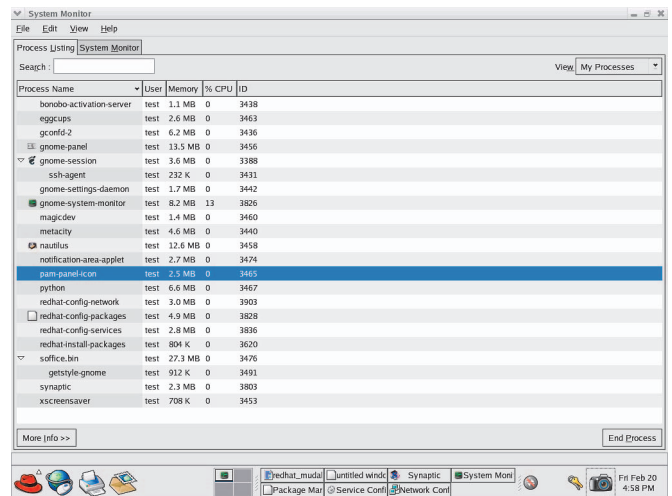 System Monitor
File Edit View Help
Process Listing System Monitor
Search : View My Processes
Process Name User Memory % CPU ID
bonobo-activation-server test 1.1 MB 0 3438
eggcups test 2.6 MB 0 3463
gconfd-2 test 6.2 MB 0 3436
gnome-panel test 13.5 MB 0 3456
gnome-session test 3.6 MB 0 3388
ssh-agent test 232 K 0 3431
gnome-settings-daemon test 1.7 MB 0 3442
gnome-system-monitor test 8.2 MB 13 3826
magicdev test 1.4 MB 0 3460
metacity test 4.6 MB 0 3440
nautilus test 12.6 MB 0 3458
notification-area-applet test 2.7 MB 0 3474
pam-panel-icon test 2.5 MB 0 3465
python test 6.6 MB 0 3467
redhat-config-network test 3.0 MB 0 3903
redhat-config-packages test 4.9 MB 0 3828
redhat-config-services test 2.8 MB 0 3836
redhat-install-packages test 804 K 0 3620
soffice.bin test 27.3 MB 0 3476
getstyle-gnome test 912 K 0 3491
synaptic test 2.3 MB 0 3803
xscreensaver test 708 K 0 3453
More Info >> End Process
redhat_mudal untitled windc Synaptic System Moni Fri Feb 20
Package Mar Service Confi Network Conf 4:58 PM